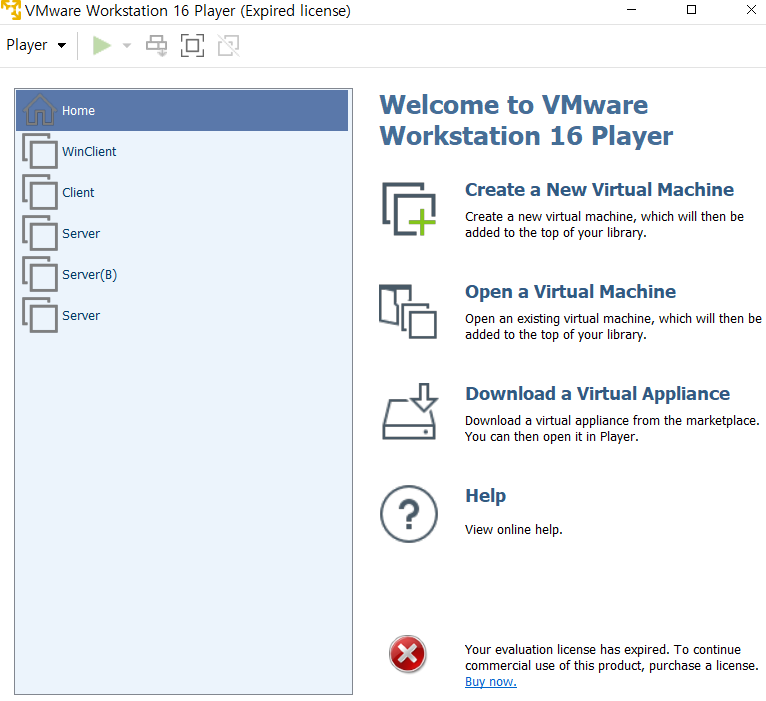 VMware Workstation 16 Player (Expired license)
Player
Home
WinClient
Client
Server
Server(B)
Server
Welcome to VMware
Workstation 16 Player
Create a New Virtual Machine
Create a new virtual machine, which will then be
added to the top of your library.
Open a Virtual Machine
Open an existing virtual machine, which will then be
added to the top of your library.
Download a Virtual Appliance
Download a virtual appliance from the marketplace.
You can then open it in Player.
Help
View online help.
Your evaluation license has expired. To continue
commercial use of this product, purchase a license.
Buy now.